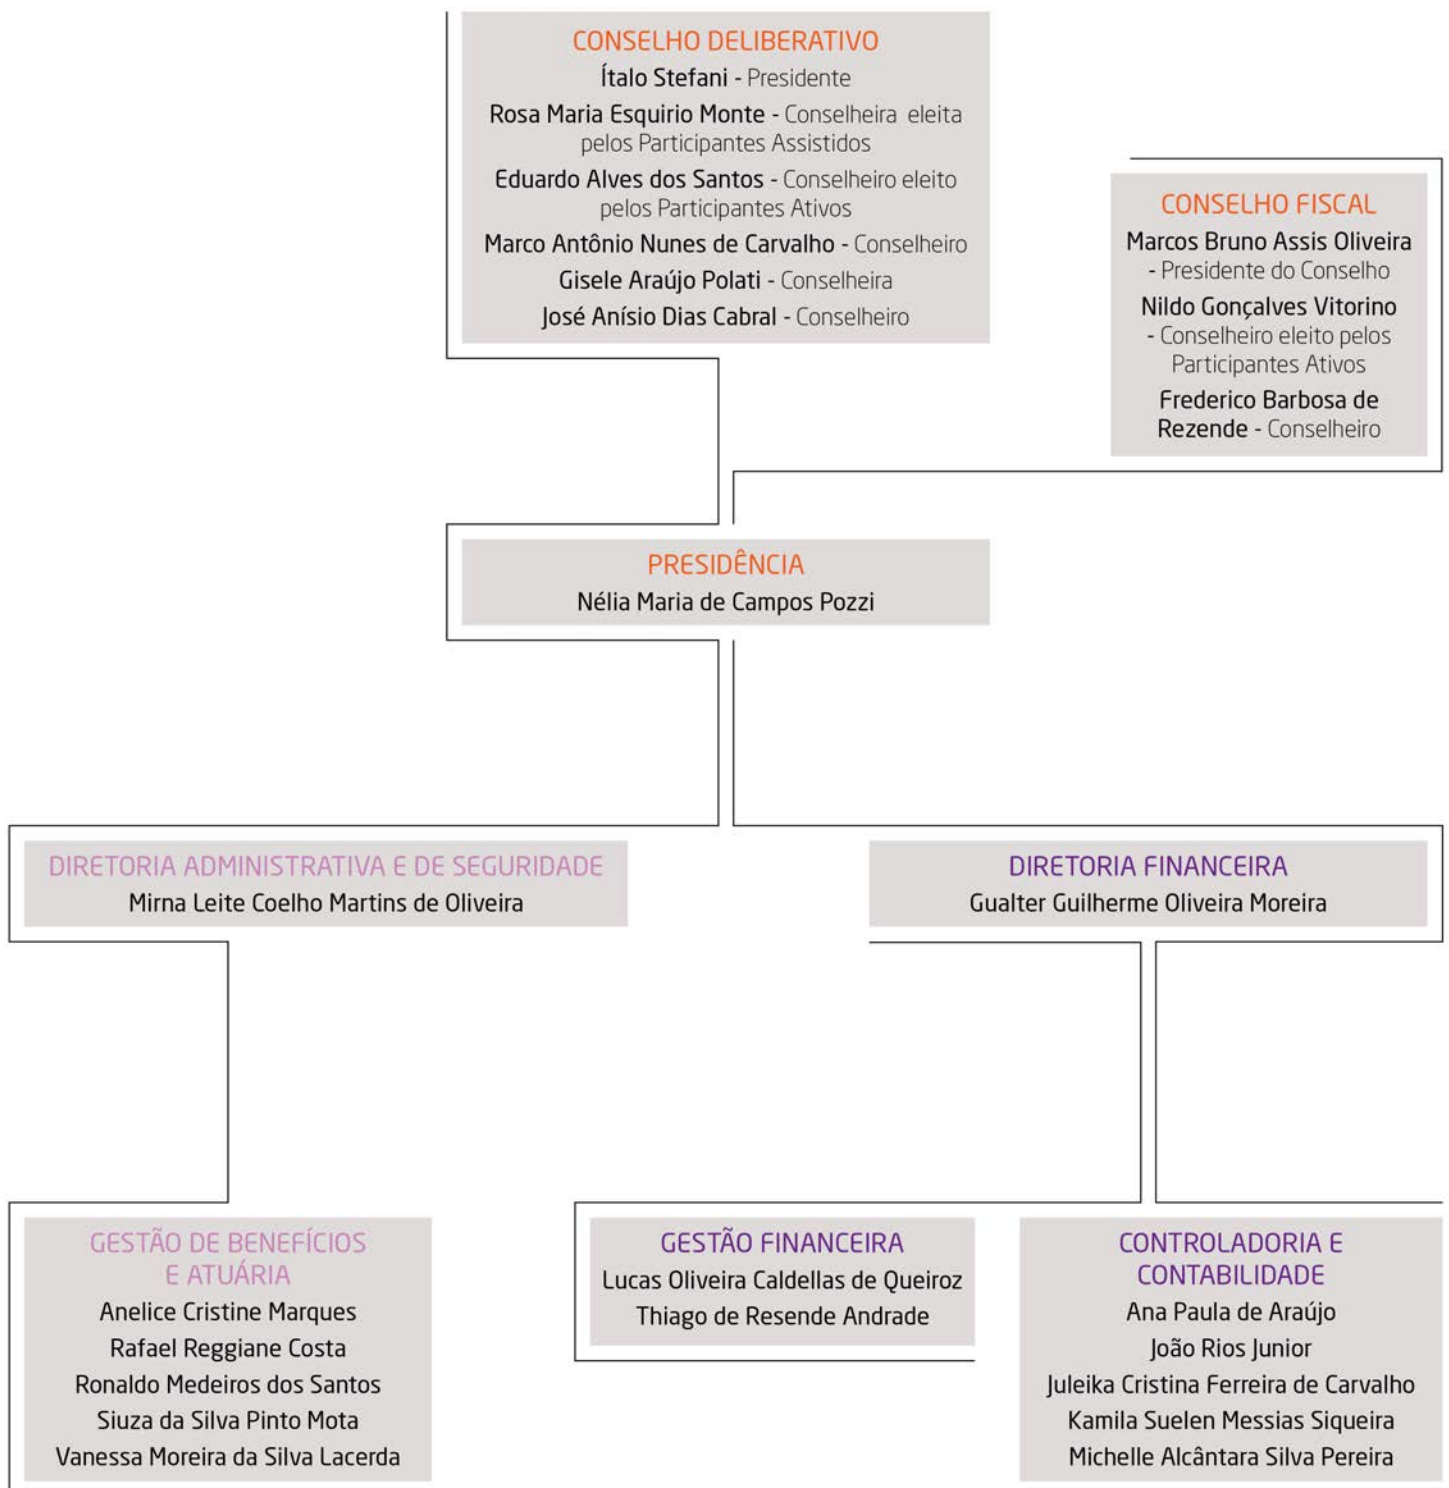 CONSELHO DELIBERATIVO
Ítalo Stefani - Presidente
Rosa Maria Esquirio Monte - Conselheira eleita
pelos Participantes Assistidos
Eduardo Alves dos Santos - Conselheiro eleito
pelos Participantes Ativos
Marco Antônio Nunes de Carvalho - Conselheiro
Gisele Araújo Polati - Conselheira
José Anísio Dias Cabral - Conselheiro
CONSELHO FISCAL
Marcos Bruno Assis Oliveira
- Presidente do Conselho
Nildo Gonçalves Vitorino
- Conselheiro eleito pelos
Participantes Ativos
Frederico Barbosa de
Rezende - Conselheiro
PRESIDÊNCIA
Nélia Maria de Campos Pozzi
DIRETORIA ADMINISTRATIVA E DE SEGURIDADE
Mirna Leite Coelho Martins de Oliveira
DIRETORIA FINANCEIRA
Gualter Guilherme Oliveira Moreira
GESTÃO DE BENEFÍCIOS
E ATUÁRIA
Anelice Cristine Marques
Rafael Reggiane Costa
Ronaldo Medeiros dos Santos
Siuza da Silva Pinto Mota
Vanessa Moreira da Silva Lacerda
GESTÃO FINANCEIRA
Lucas Oliveira Caldellas de Queiroz
Thiago de Resende Andrade
CONTROLADORIA E
CONTABILIDADE
Ana Paula de Araújo
João Rios Junior
Juleika Cristina Ferreira de Carvalho
Kamila Suelen Messias Siqueira
Michelle Alcântara Silva Pereira